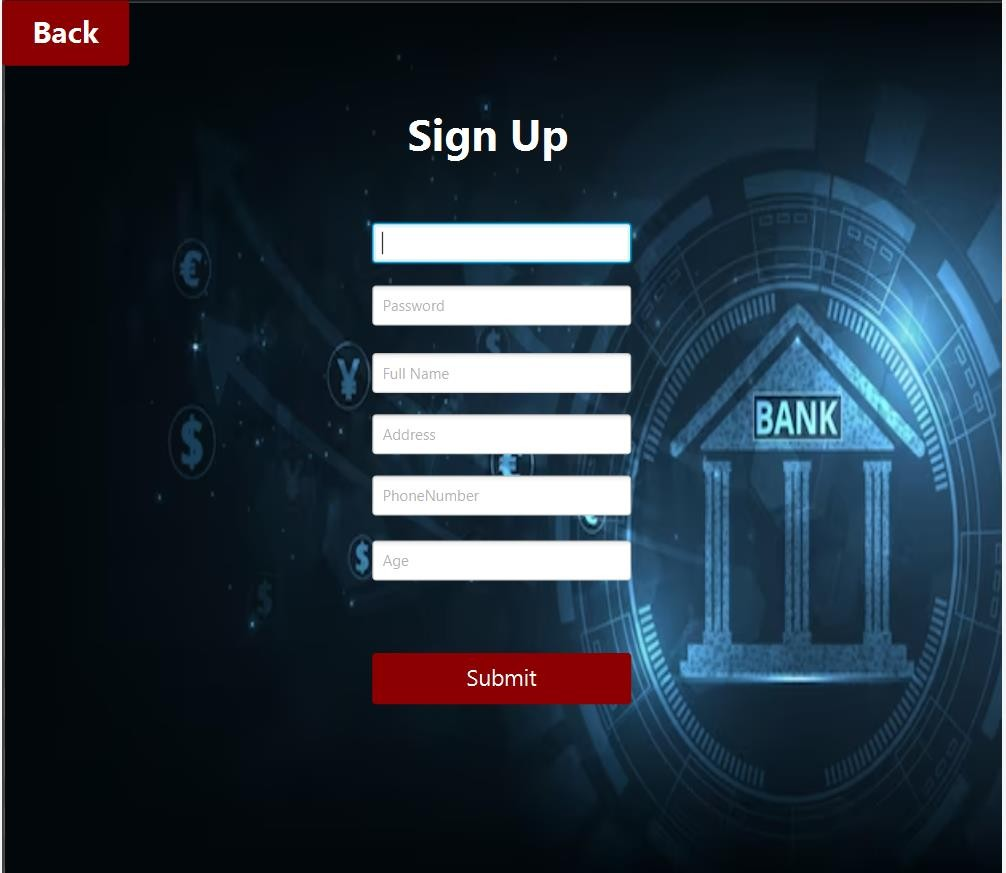 Back
Sign Up
Password
Full Name
Address
PhoneNumber
Age
BANK
Submit